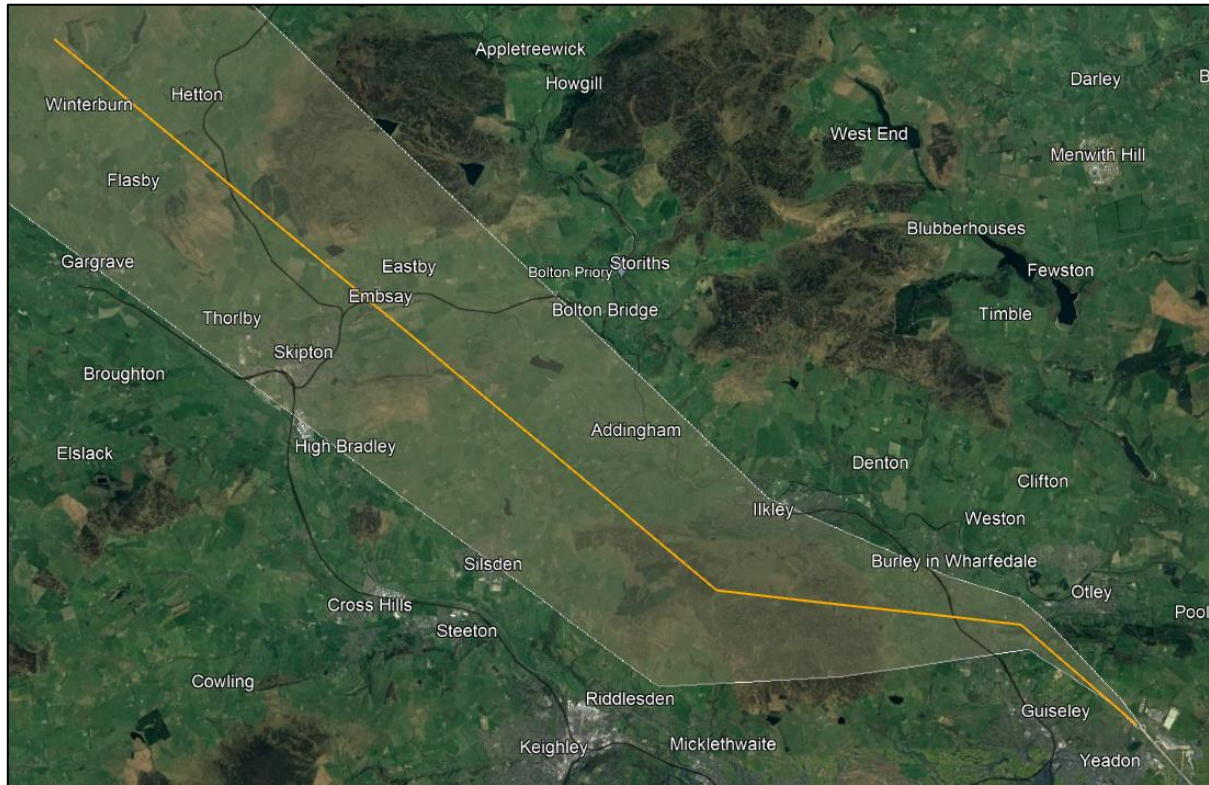 Appletreewick
Howgill
Darley
B
Hetton
Winterburn
West End
Menwith Hill
Flasby
Blubberhouses
Gargrave
Eastby
Bolton Priory
Storiths
Fewston
Embsay
Bolton Bridge
Timble
Thorlby
Skipton
Broughton
Addingham
High Bradley
Elslack
Denton
Clifton
Ilkley
Weston
Silsden
Burley in Wharfedale
Otley
Cross Hills
Pool
Steeton
Cowling
Riddlesden
Guiseley
Keighley
Micklethwaite
Yeadon